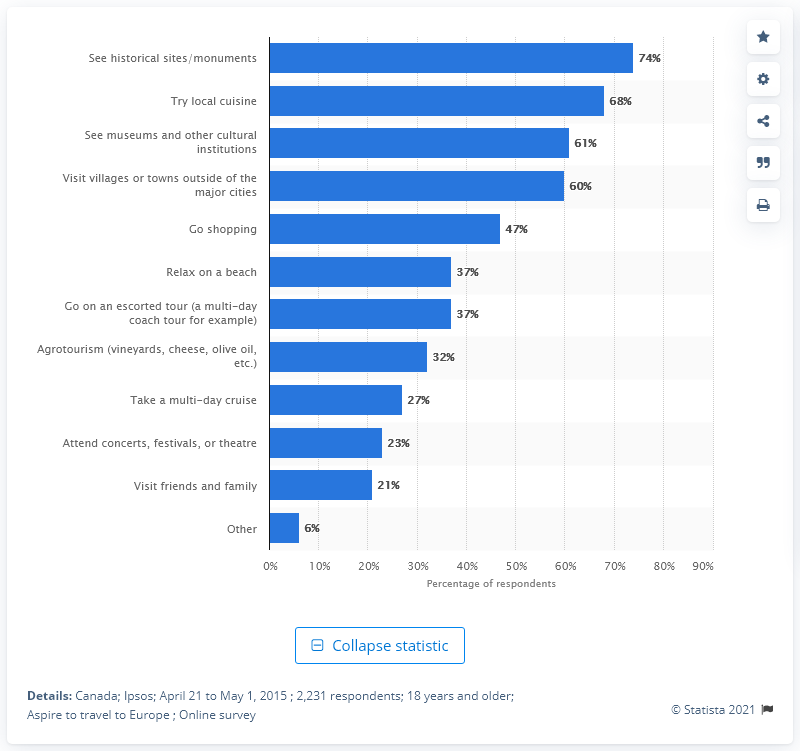 See historical sites/monuments
74%
Try local cuisine
68%
See museums and other cultural
institutions
61%
Visit villages or towns outside of the
major cities
60%
Go shopping
47%
Relax on a beach
37%
Go on an escorted tour (a multi-day
coach tour for example)
37%
Agrotourism (vineyards, cheese, olive oil,
etc.)
32%
Take a multi-day cruise
27%
Attend concerts, festivals, or theatre
23%
Visit friends and family
21%
Other
6%
0% 10% 20% 30% 40% 50% 60% 70% 80% 90%
Percentage of respondents
Collapse statistic
Details: Canada; Ipsos; April 21 to May 1, 2015 ; 2,231 respondents; 18 years and older;
Aspire to travel to Europe ; Online survey
© Statista 2021